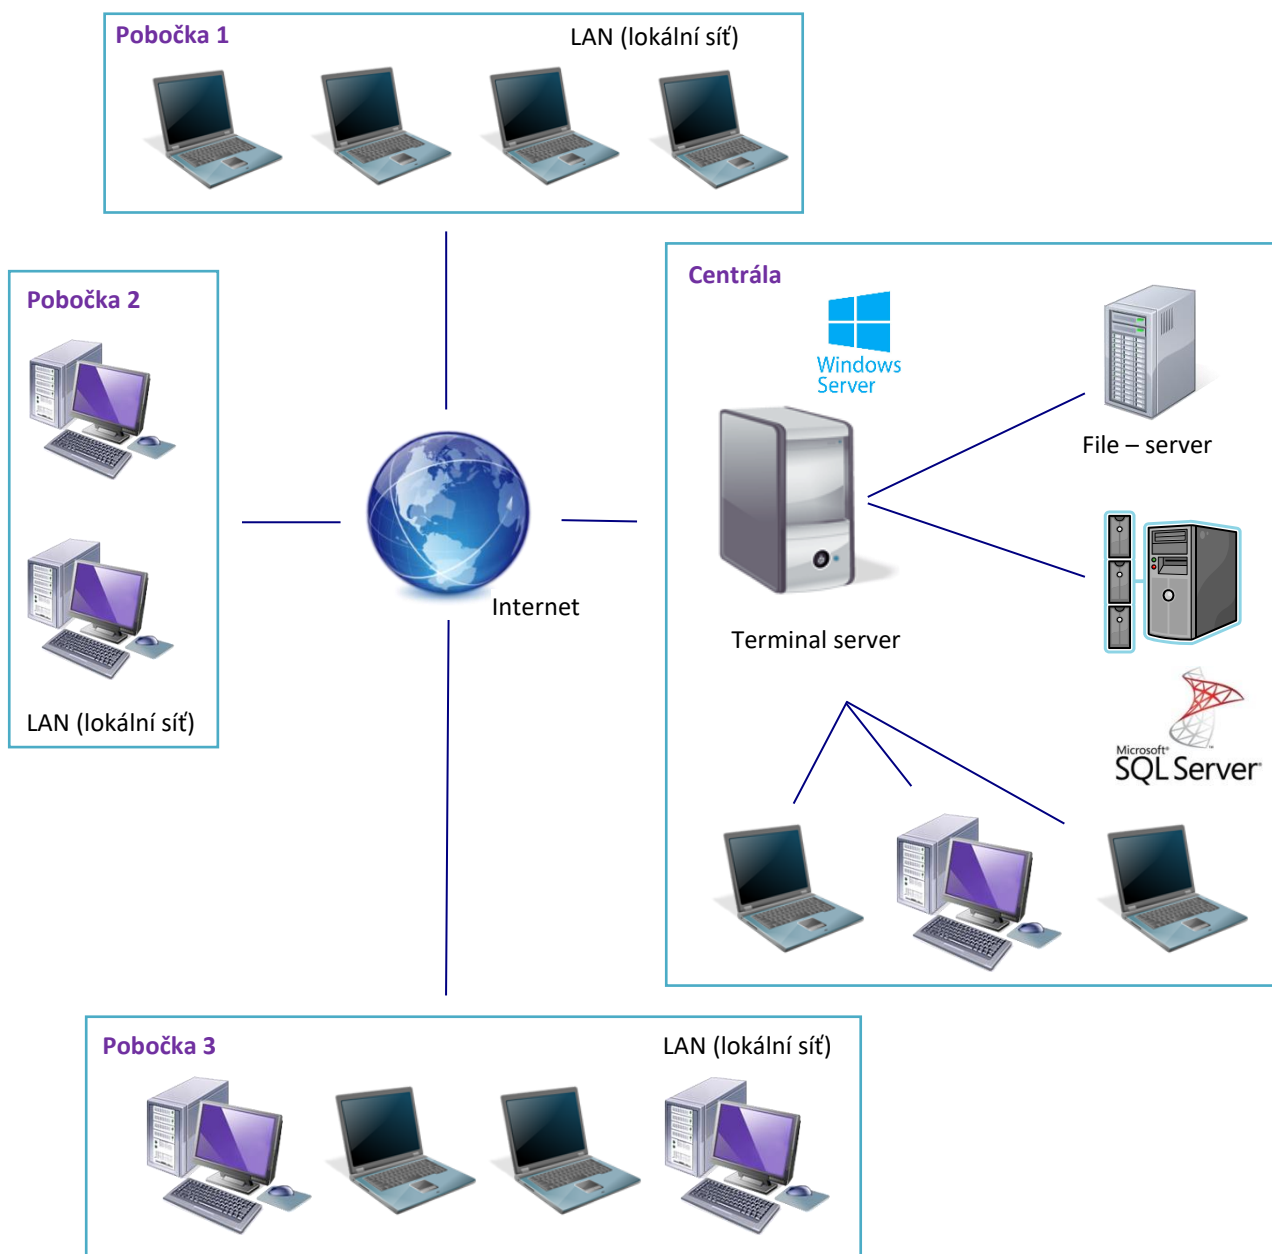 Pobočka 1
LAN (lokální síť)
Pobočka 2
LAN (lokální síť)
Internet
Centrála
Windows
Server
File – server
Terminal server
Microsoft®
SQL Server®
Pobočka 3
LAN (lokální síť)